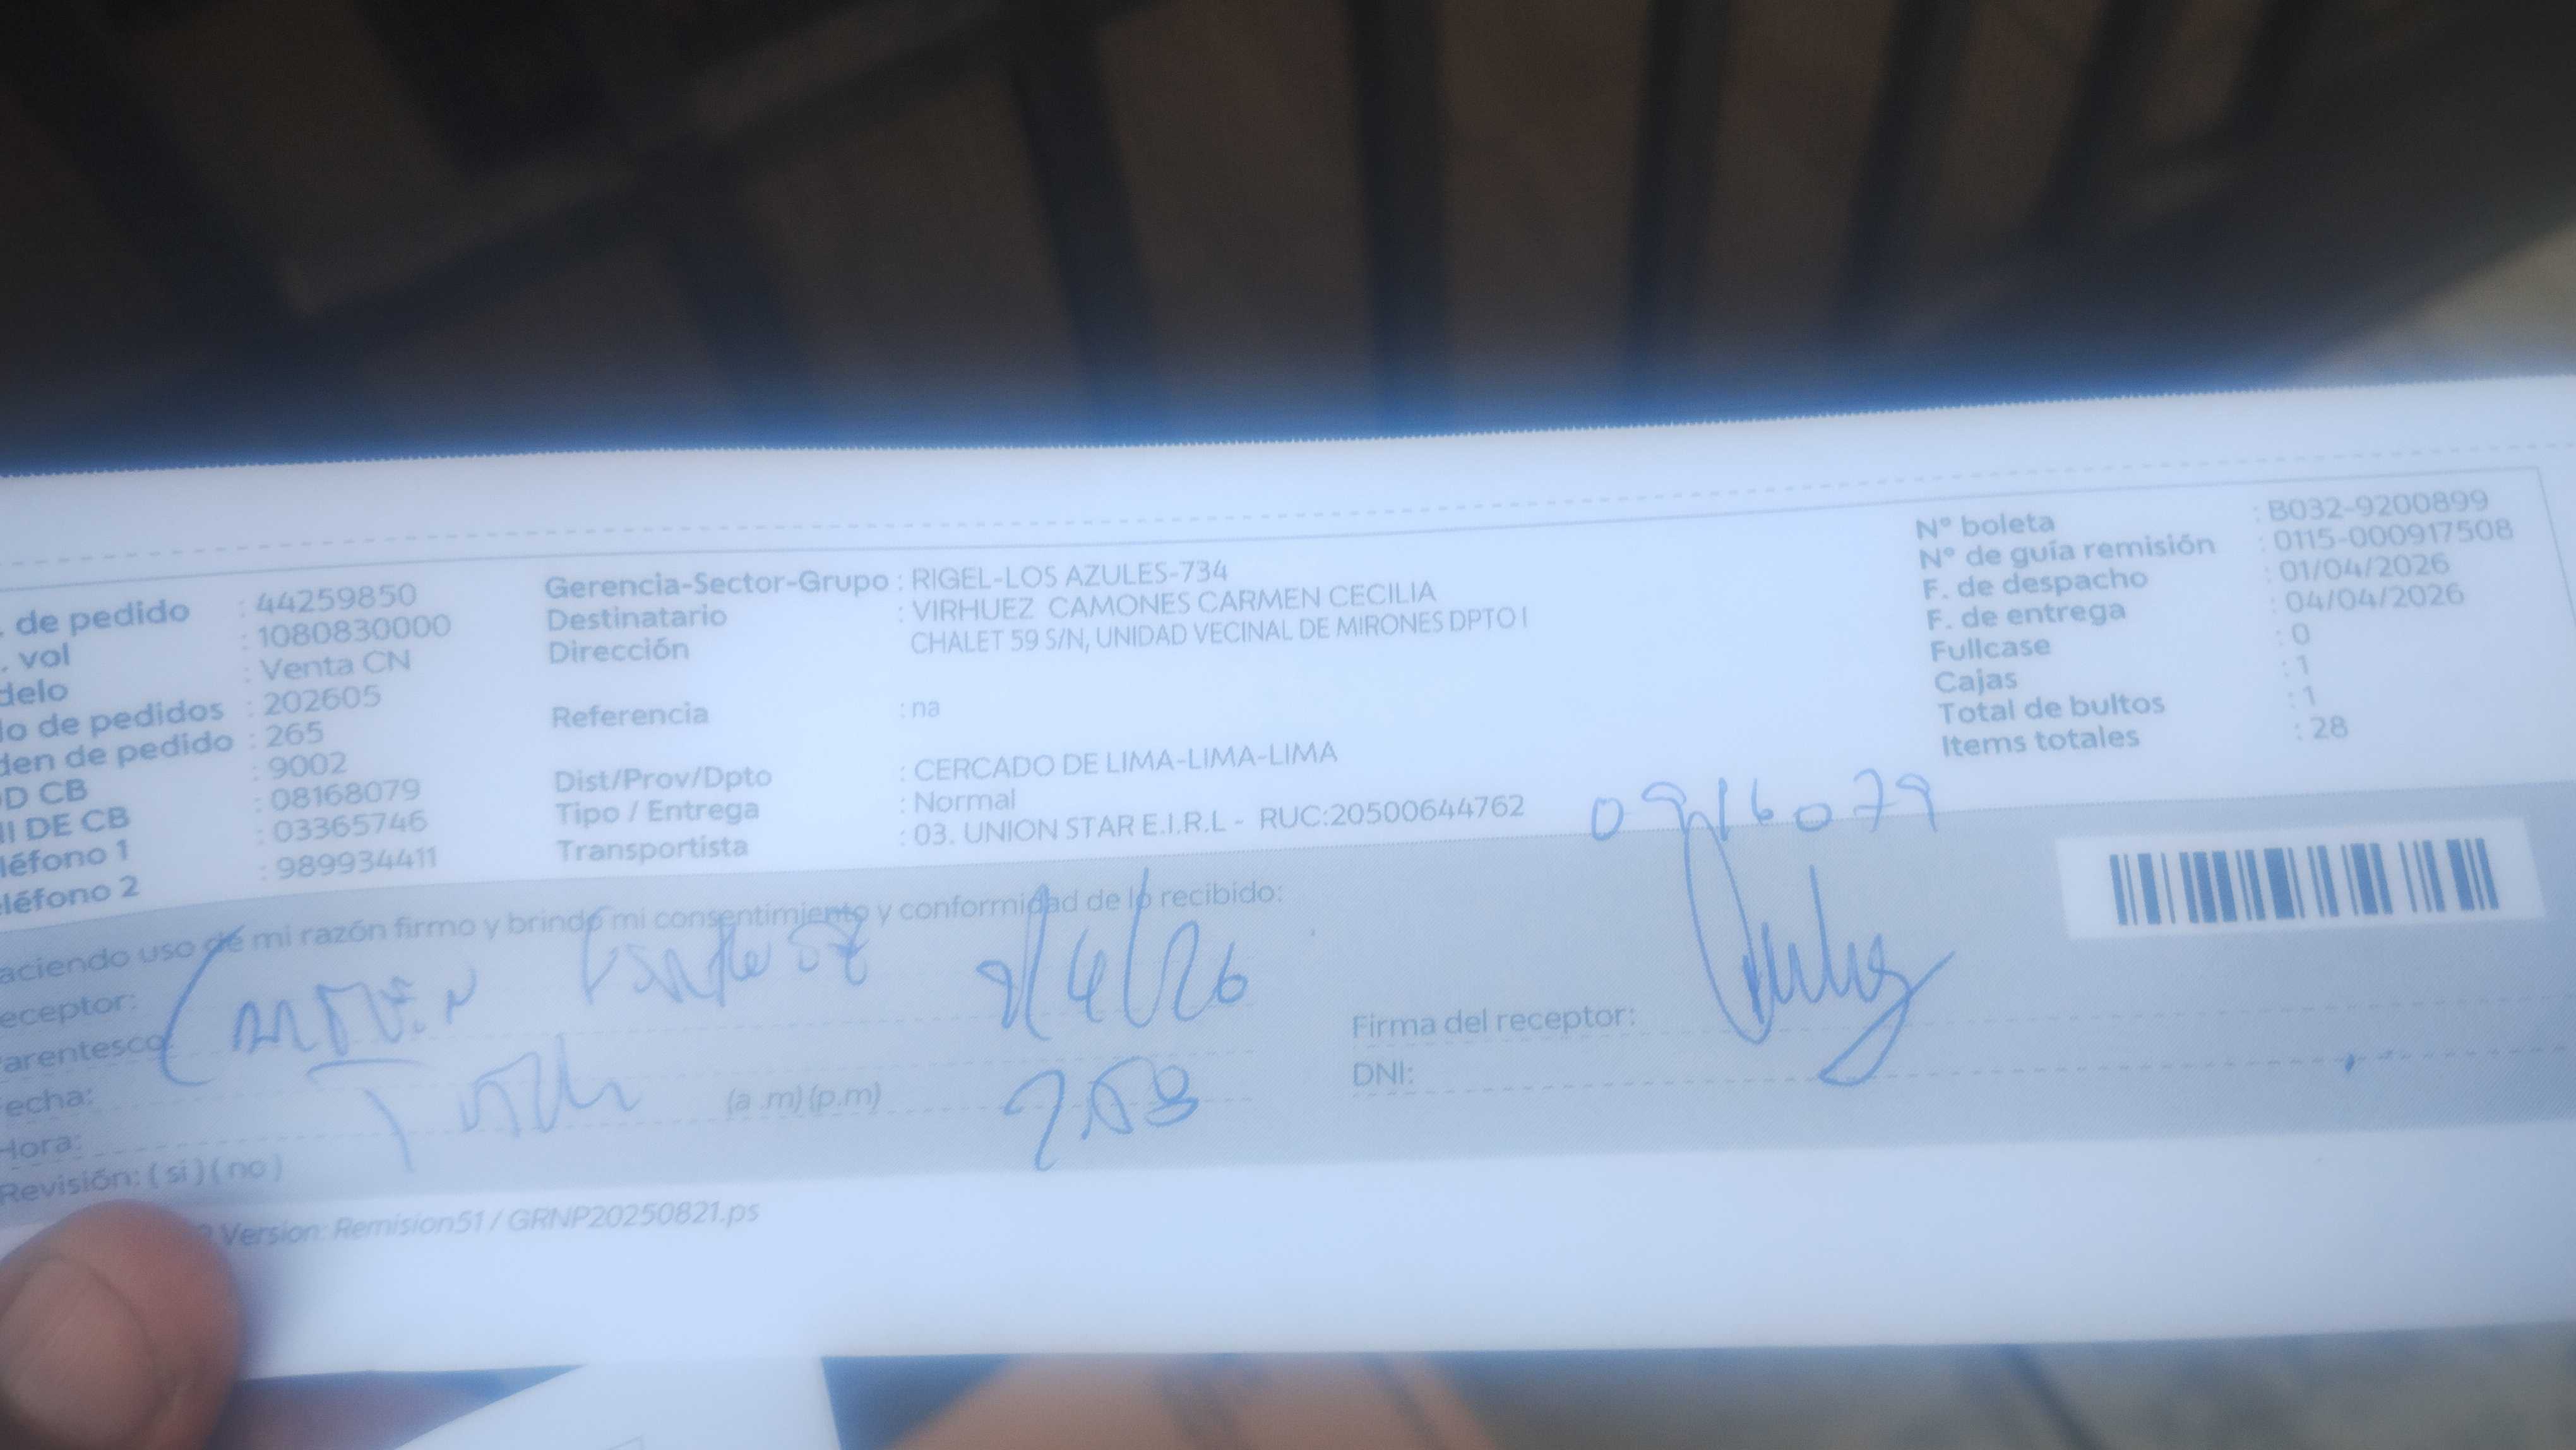 . de pedido : 44259850
. vol : 1080830000
delo : Venta CN
lo de pedidos : 202605
den de pedido : 265
D CB : 9002
I DE CB : 08168079
léfono 1 : 03365746
léfono 2 : 989934411
Gerencia-Sector-Grupo : RIGEL-LOS AZULES-734
Destinatario : VIRHUEZ CAMONES CARMEN CECILIA
Dirección CHALET 59 S/N, UNIDAD VECINAL DE MIRONES DPTO I
Referencia : na
Dist/Prov/Dpto : CERCADO DE LIMA-LIMA-LIMA
Tipo / Entrega : Normal
Transportista : 03. UNION STAR E.I.R.L - RUC:20500644762
N° boleta : B032-9200899
N° de guía remisión : 0115-000917508
F. de despacho : 01/04/2026
F. de entrega : 04/04/2026
Fullcase : 0
Cajas : 1
Total de bultos : 1
Items totales : 28
aciendo uso de mi razón firmo y brindo mi consentimiento y conformidad de lo recibido:
eceptor:
arentesco
echa:
Hora: (a .m) (p.m)
Revisión: ( si ) ( no )
Firma del receptor:
DNI:
Version: Remision51 / GRNP20250821.ps